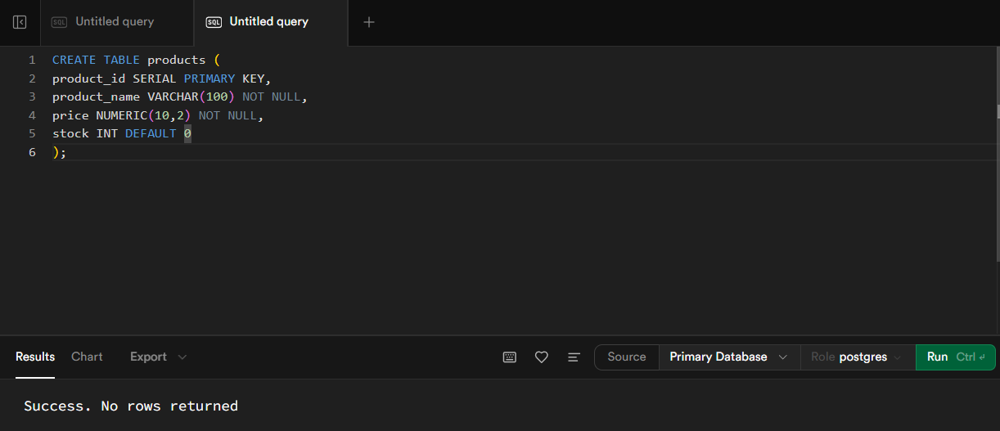 SQL Untitled query SQL Untitled query +
1 CREATE TABLE products (
2 product_id SERIAL PRIMARY KEY,
3 product_name VARCHAR(100) NOT NULL,
4 price NUMERIC(10,2) NOT NULL,
5 stock INT DEFAULT 0
6 );
Results Chart Export Source Primary Database Role postgres Run Ctrl ↵
Success. No rows returned